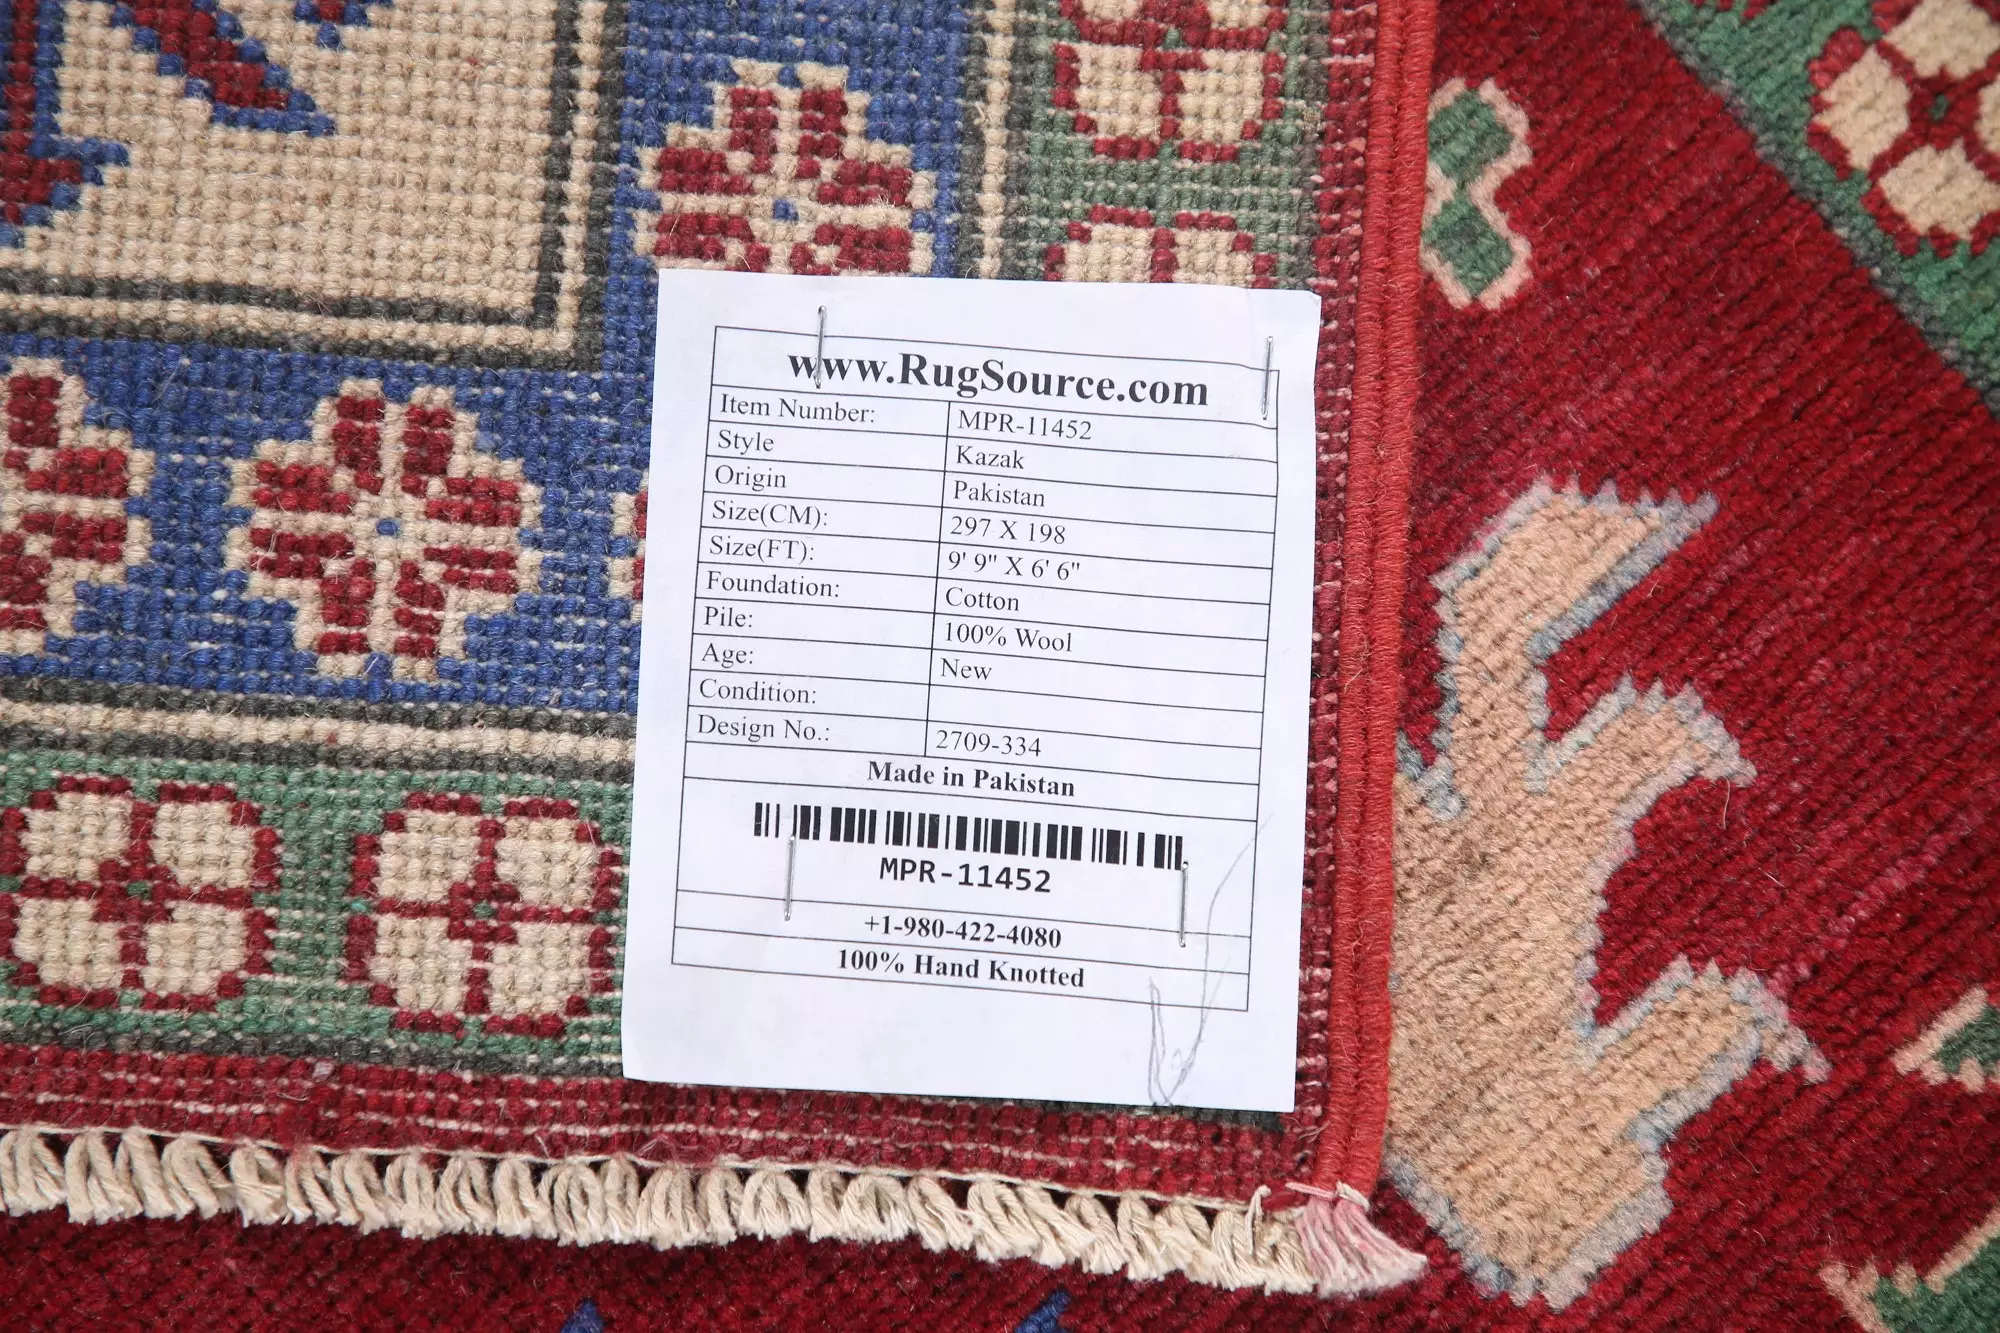 www.RugSource.com
Item Number: MPR-11452
Style Kazak
Origin Pakistan
Size(CM): 297 X 198
Size(FT): 9' 9" X 6' 6"
Foundation: Cotton
Pile: 100% Wool
Age: New
Condition:
Design No.: 2709-334
Made in Pakistan
MPR-11452
+1-980-422-4080
100% Hand Knotted